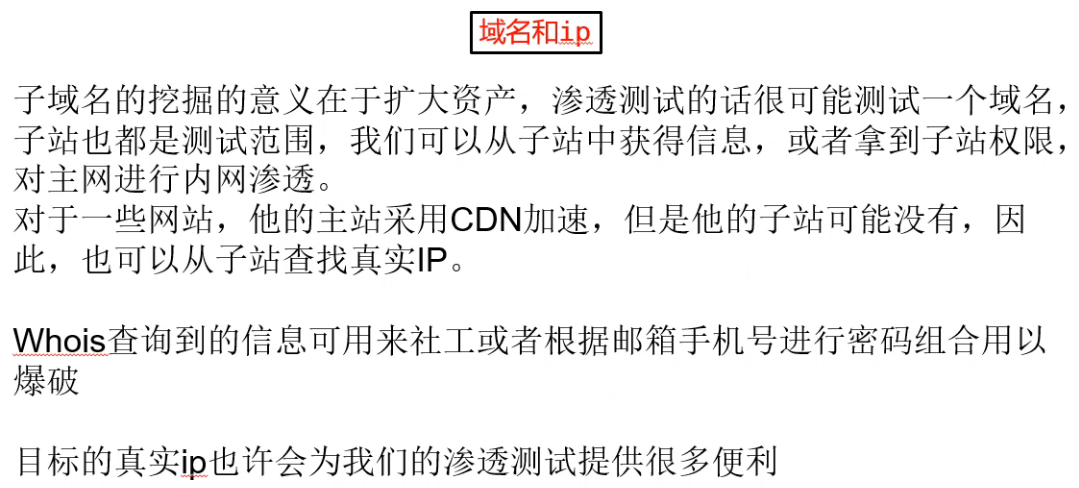 域名和ip
子域名的挖掘的意义在于扩大资产，渗透测试的话很可能测试一个域名，
子站也都是测试范围，我们可以从子站中获得信息，或者拿到子站权限，
对主网进行内网渗透。
对于一些网站，他的主站采用CDN加速，但是他的子站可能没有，因
此，也可以从子站查找真实IP。
Whois查询到的信息可用来社工或者根据邮箱手机号进行密码组合用以
爆破
目标的真实ip也许会为我们的渗透测试提供很多便利